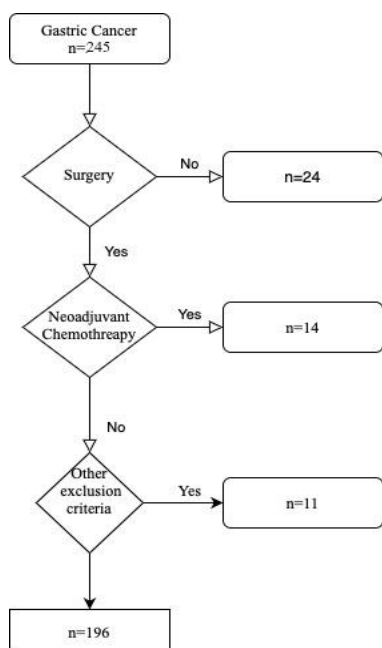 Gastric Cancer
n=245
Surgery
No
n=24
Yes
Neoadjuvant
Chemothreapy
Yes
n=14
No
Other
exclusion
criteria
Yes
n=11
n=196